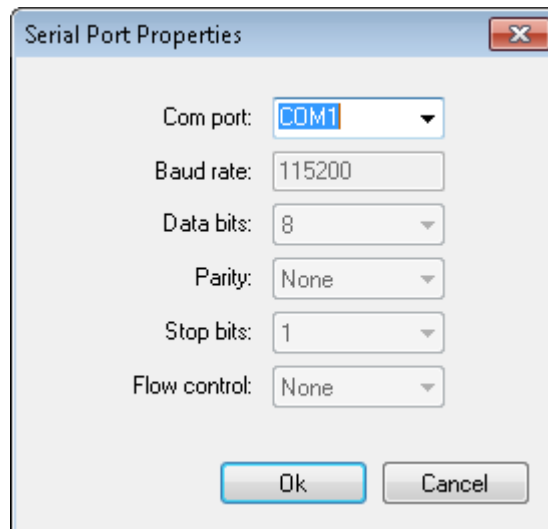 Serial Port Properties
Com port: COM1
Baud rate: 115200
Data bits: 8
Parity: None
Stop bits: 1
Flow control: None
Ok Cancel